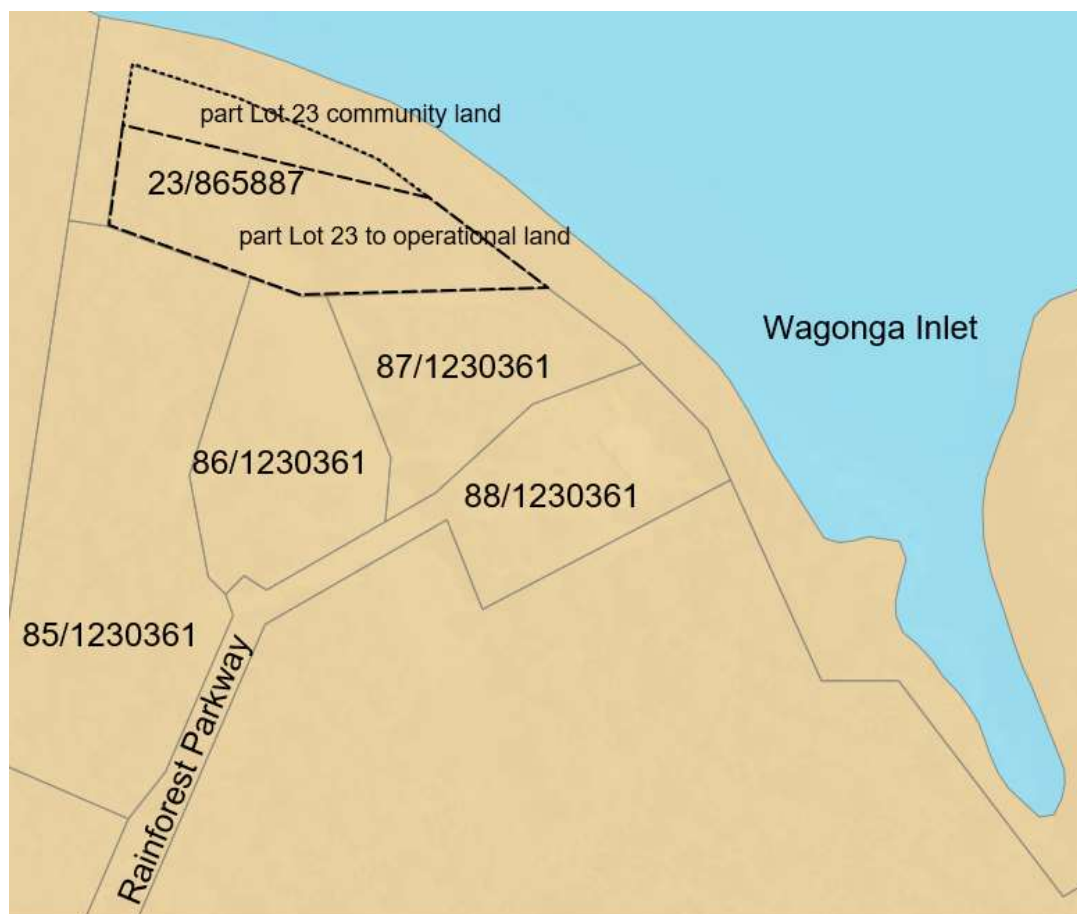 part Lot 23 community land
23/865887
part Lot 23 to operational land
Wagonga Inlet
87/1230361
86/1230361
88/1230361
85/1230361
Rainforest Parkway